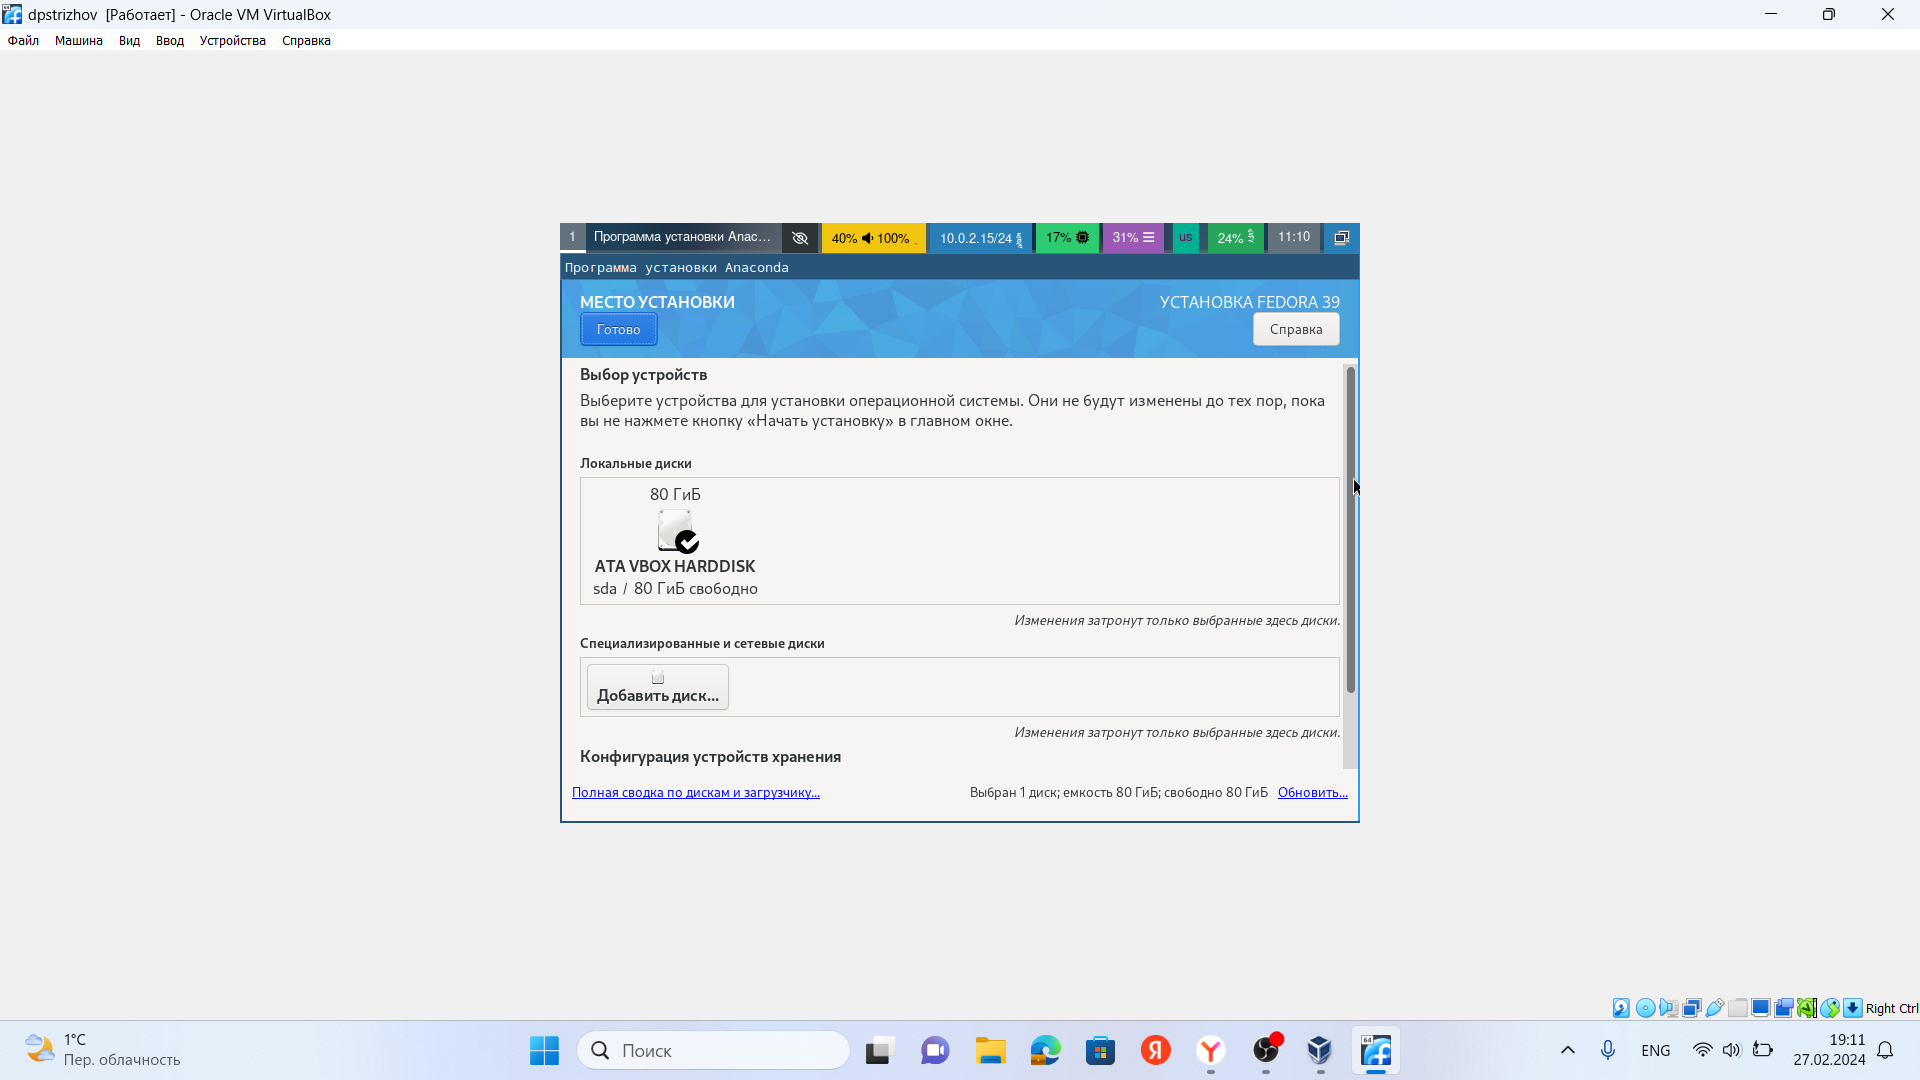 dpstrizhov [Работает] - Oracle VM VirtualBox
Файл Машина Вид Ввод Устройства Справка
1 Программа установки Anac... 40% 100% 10.0.2.15/24 17% 31% us 24% 11:10
Программа установки Anaconda
МЕСТО УСТАНОВКИ УСТАНОВКА FEDORA 39
Готово Справка
Выбор устройств
Выберите устройства для установки операционной системы. Они не будут изменены до тех пор, пока
вы не нажмете кнопку «Начать установку» в главном окне.
Локальные диски
80 ГиБ
ATA VBOX HARDDISK
sda / 80 ГиБ свободно
Изменения затронут только выбранные здесь диски.
Специализированные и сетевые диски
Добавить диск...
Изменения затронут только выбранные здесь диски.
Конфигурация устройств хранения
Полная сводка по дискам и загрузчику... Выбран 1 диск; емкость 80 ГиБ; свободно 80 ГиБ Обновить...
Right Ctrl
1°C
Пер. облачность
Поиск
64
ENG
19:11
27.02.2024